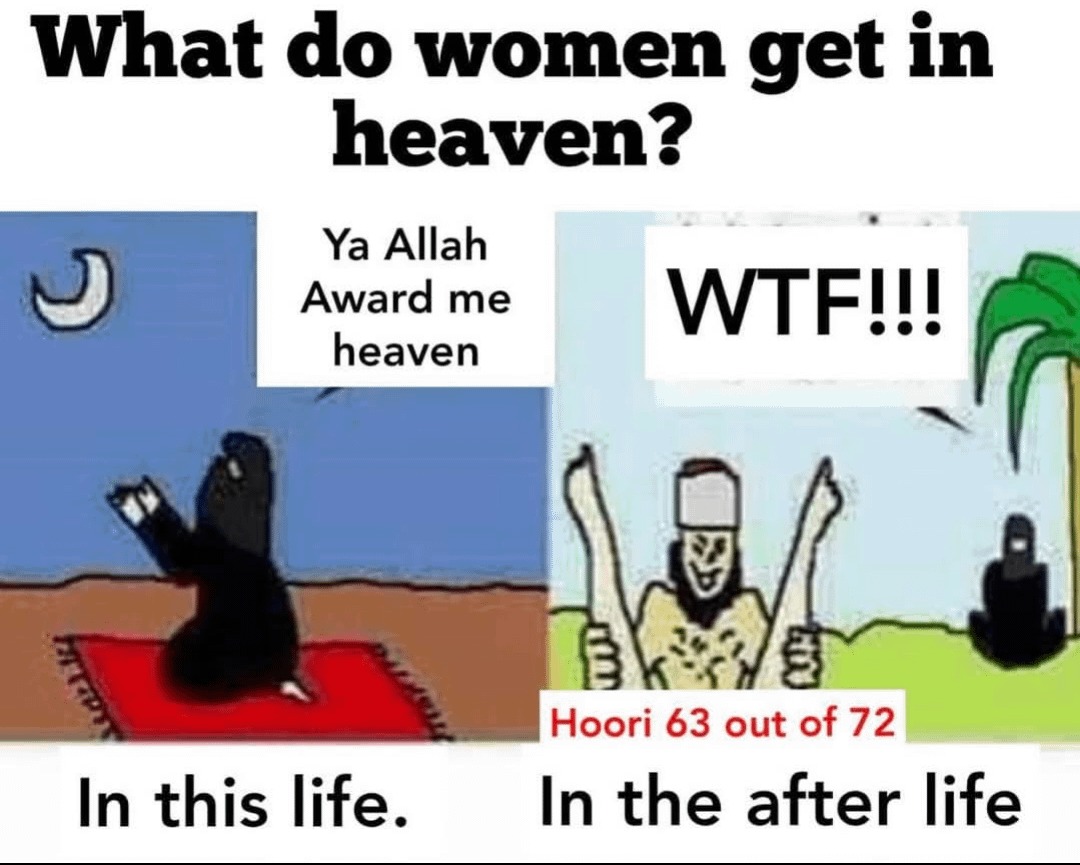 What do women get in
heaven?
Ya Allah
Award me
heaven
WTF!!!
Hoori 63 out of 72
In this life.
In the after life